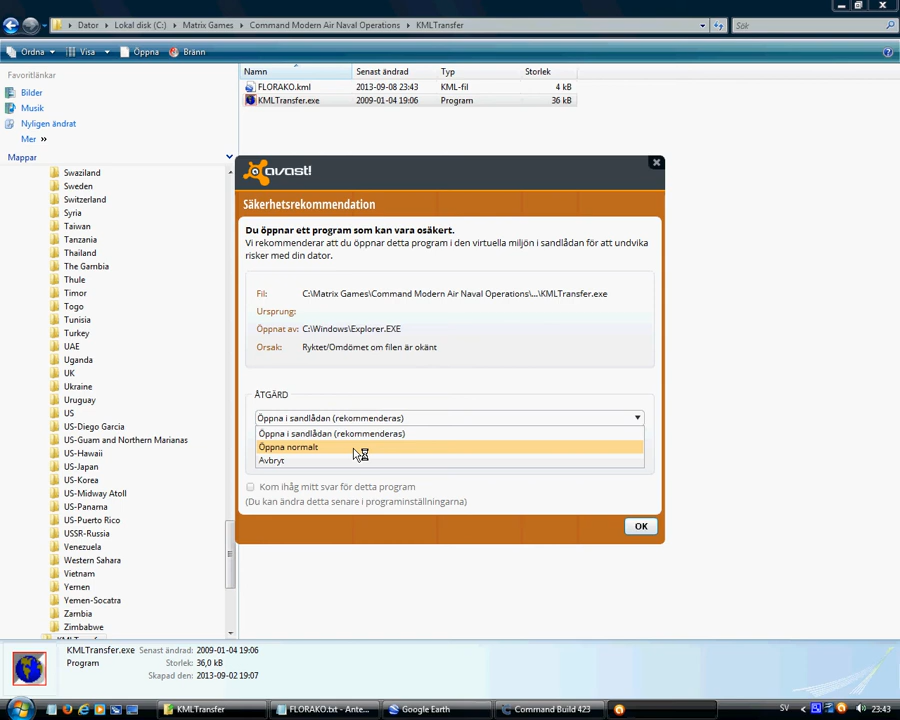 Dator ▸ Lokal disk (C:) ▸ Matrix Games ▸ Command Modern Air Naval Operations ▸ KMLTransfer
Sök
Ordna Visa Öppna Bränn
Favoritlänkar
Bilder
Musik
Nyligen ändrat
Mer »
Mappar
Swaziland
Sweden
Switzerland
Syria
Taiwan
Tanzania
Thailand
The Gambia
Thule
Timor
Togo
Tunisia
Turkey
UAE
Uganda
UK
Ukraine
Uruguay
US
US-Diego Garcia
US-Guam and Northern Marianas
US-Hawaii
US-Japan
US-Korea
US-Midway Atoll
US-Panama
US-Puerto Rico
USSR-Russia
Venezuela
Western Sahara
Vietnam
Yemen
Yemen-Socatra
Zambia
Zimbabwe
KMLTransfer
Namn Senast ändrad Typ Storlek
FLORAKO.kml 2013-09-08 23:43 KML-fil 4 kB
KMLTransfer.exe 2009-01-04 19:06 Program 36 kB
avast!
Säkerhetsrekommendation
Du öppnar ett program som kan vara osäkert.
Vi rekommenderar att du öppnar detta program i den virtuella miljön i sandlådan för att undvika
risker med din dator.
Fil: C:\Matrix Games\Command Modern Air Naval Operations\...\KMLTransfer.exe
Ursprung:
Öppnat av: C:\Windows\Explorer.EXE
Orsak: Ryktet/Omdömet om filen är okänt
ÅTGÄRD
Öppna i sandlådan (rekommenderas)
Öppna i sandlådan (rekommenderas)
Öppna normalt
Avbryt
Kom ihåg mitt svar för detta program
(Du kan ändra detta senare i programinställningarna)
OK
KMLTransfer.exe Senast ändrad: 2009-01-04 19:06
Program Storlek: 36,0 kB
Skapad den: 2013-09-02 19:07
KMLTransfer FLORAKO.txt - Ante... Google Earth Command Build 423 SV 23:43